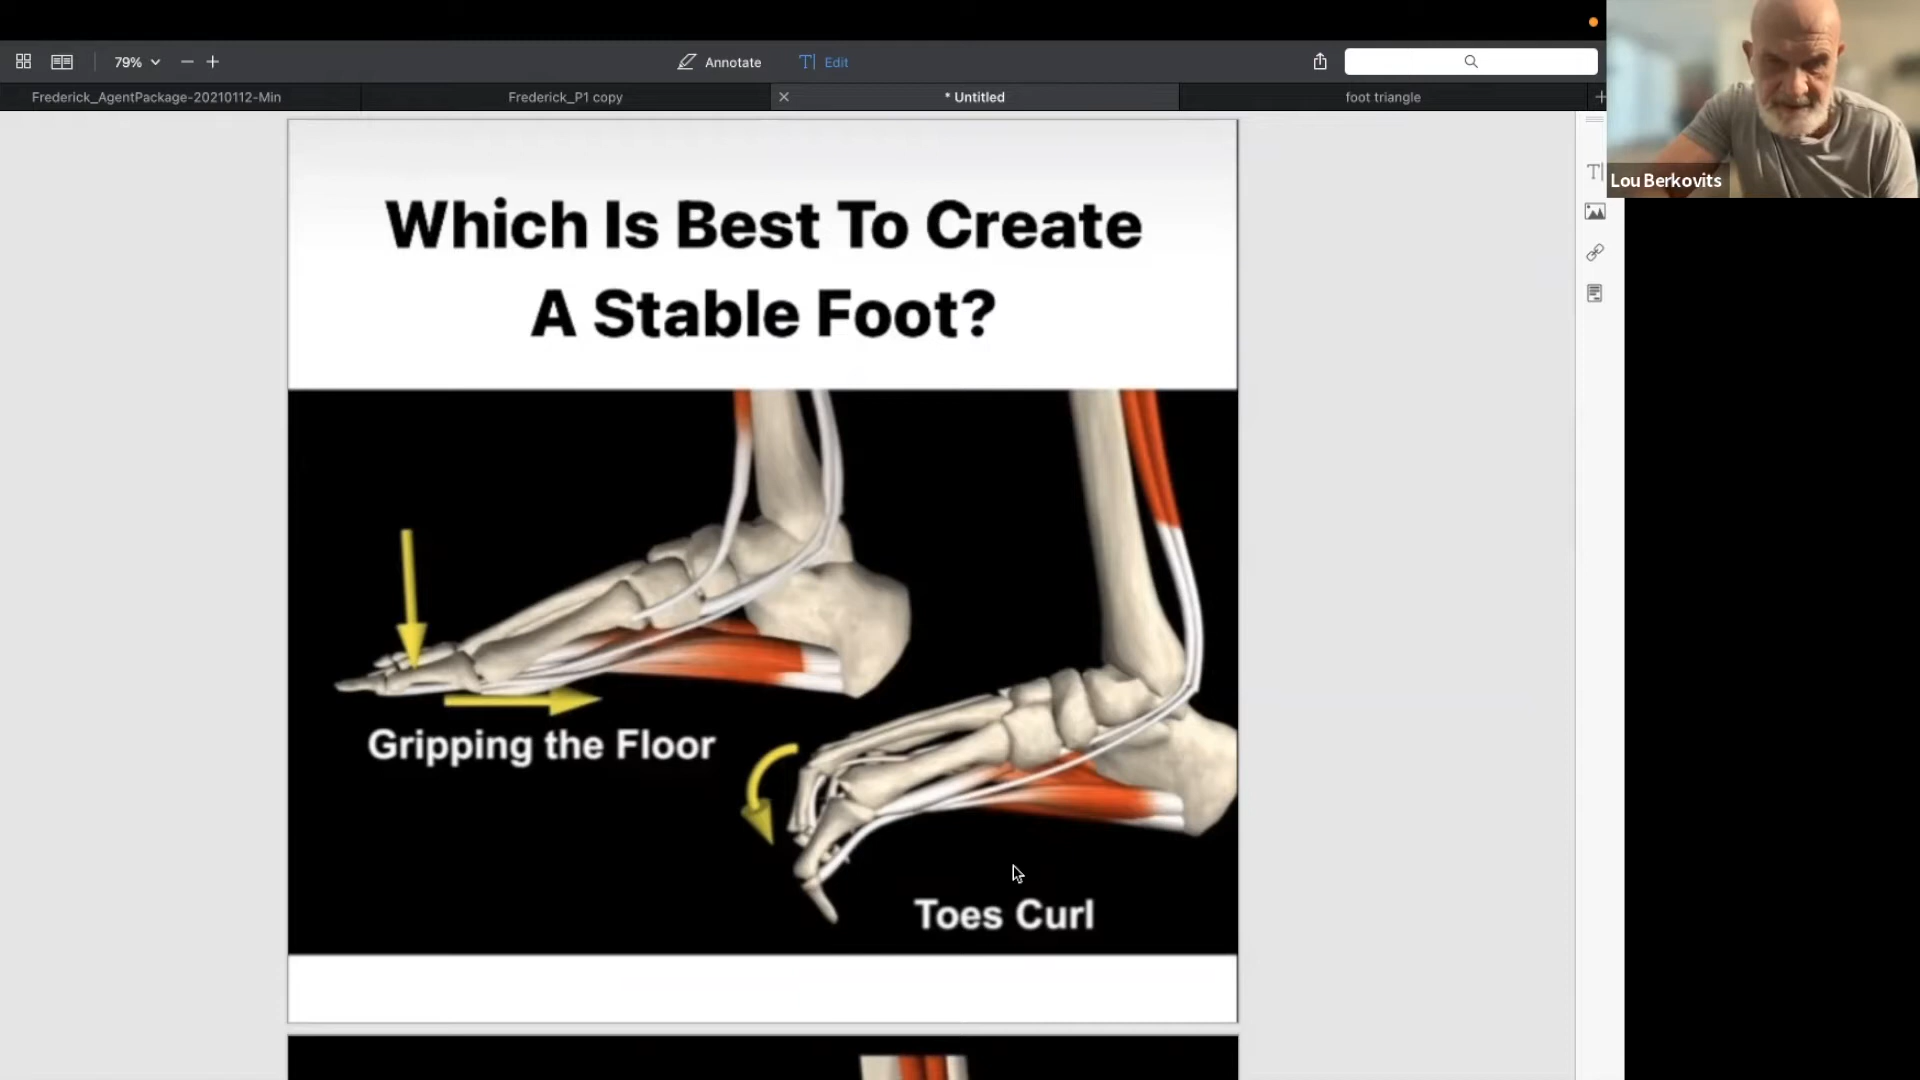 79%
Annotate
T| Edit
Frederick_AgentPackage-20210112-Min
Frederick_P1 copy
* Untitled
foot triangle
Lou Berkovits
Which Is Best To Create
A Stable Foot?
Gripping the Floor
Toes Curl